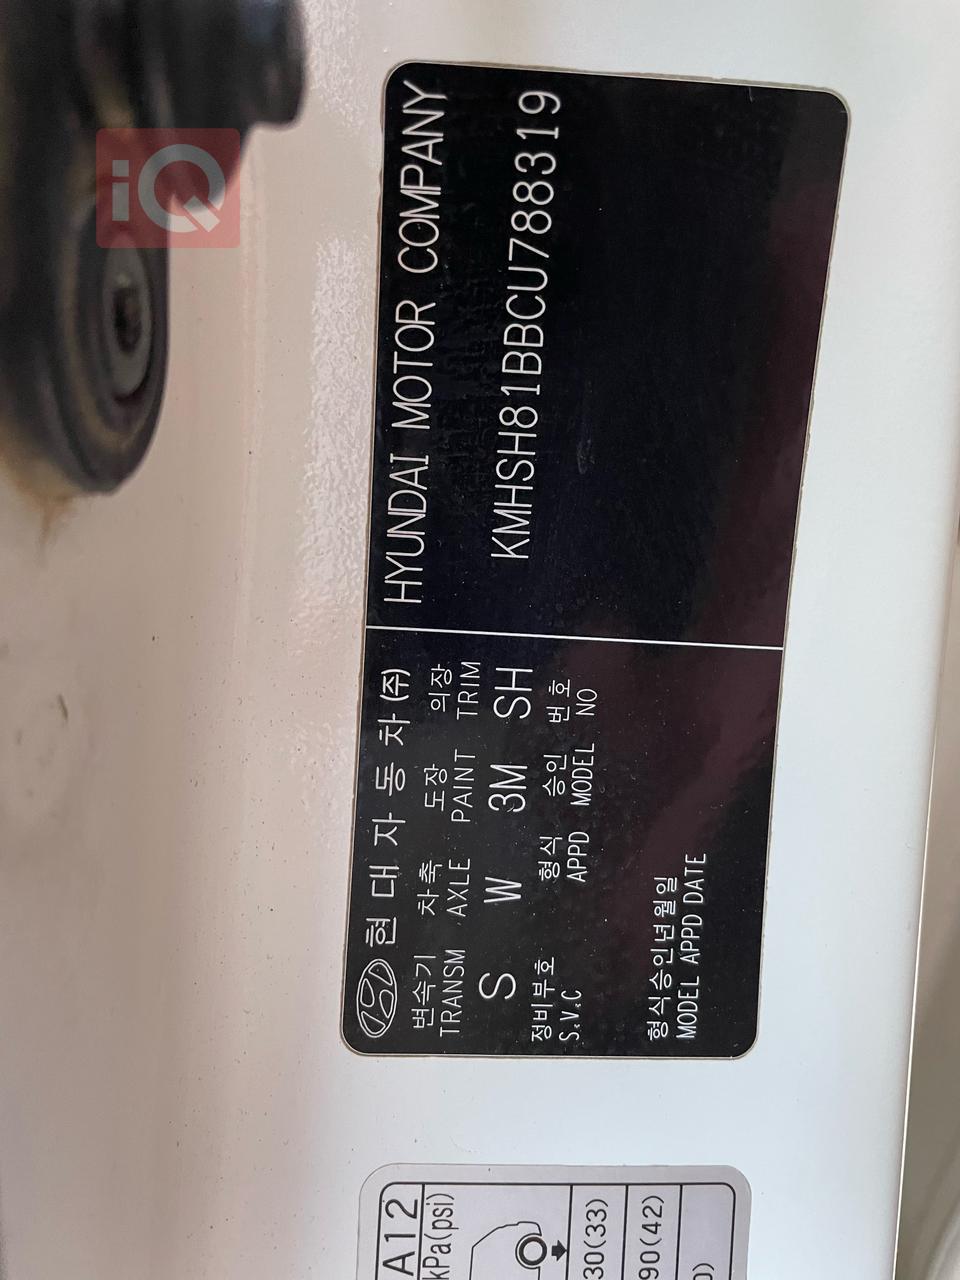 iQ
현대자동차(주)
HYUNDAI MOTOR COMPANY
변속기 차축 도장 의장
TRANSM AXLE PAINT TRIM
S W 3M SH
KMHSH81BBCU788319
정비부호 형식 승인 번호
S.V.C APPD MODEL NO
형식승인년월일
MODEL APPD DATE
A12
kPa(psi)
30(33)
90(42)
0)